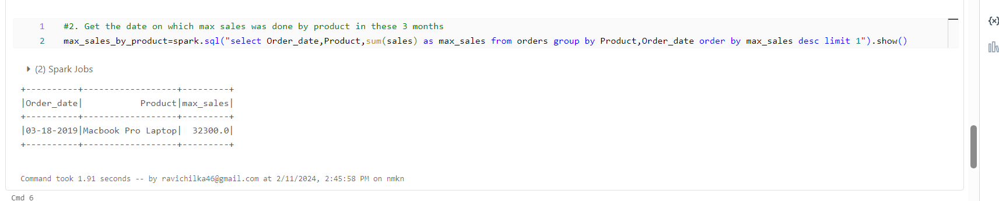 1 #2. Get the date on which max sales was done by product in these 3 months
2 max_sales_by_product=spark.sql("select Order_date,Product,sum(sales) as max_sales from orders group by Product,Order_date order by max_sales desc limit 1").show()
(2) Spark Jobs
+----------+------------------+---------+
|Order_date|           Product|max_sales|
+----------+------------------+---------+
|03-18-2019|Macbook Pro Laptop|  32300.0|
+----------+------------------+---------+
Command took 1.91 seconds -- by ravichilka46@gmail.com at 2/11/2024, 2:45:58 PM on nmkn
Cmd 6